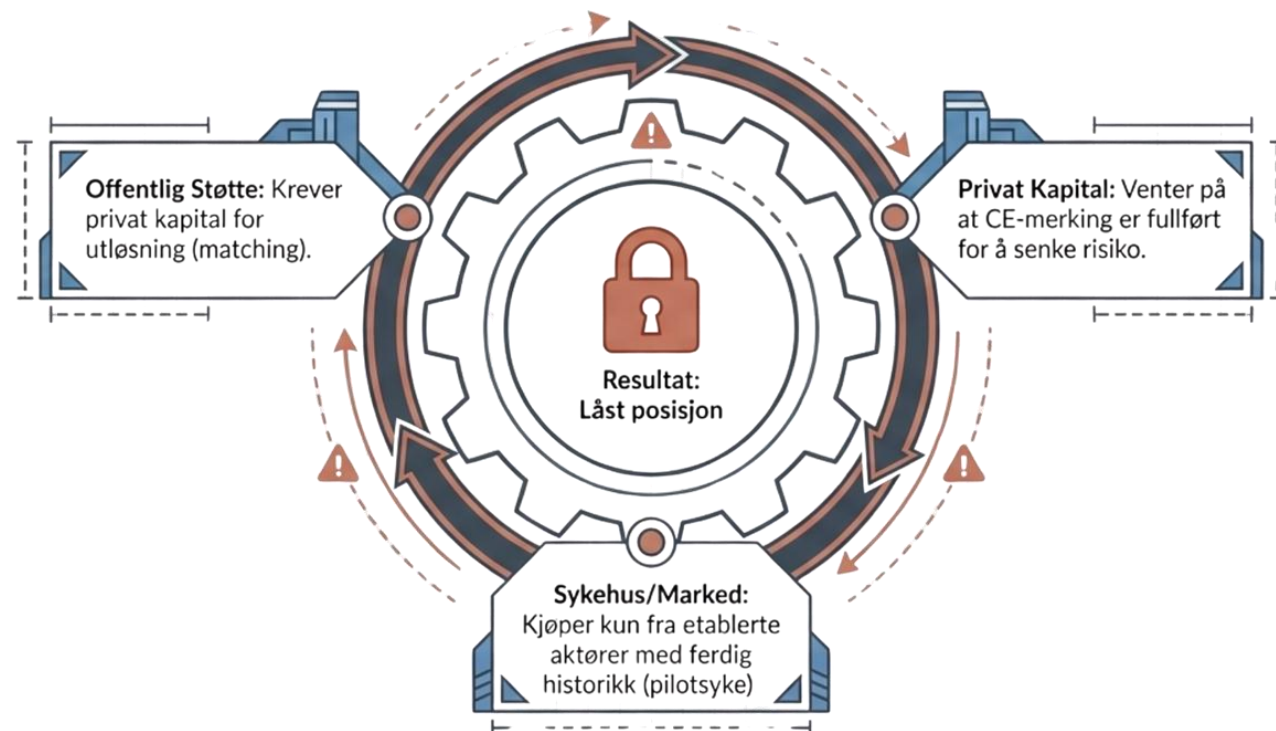 Offentlig Støtte: Krever
privat kapital for
utløsning (matching).
Privat Kapital: Venter på
at CE-merking er fullført
for å senke risiko.
Resultat:
Låst posisjon
Sykehus/Marked:
Kjøper kun fra etablerte
aktører med ferdig
historikk (pilotsyke)